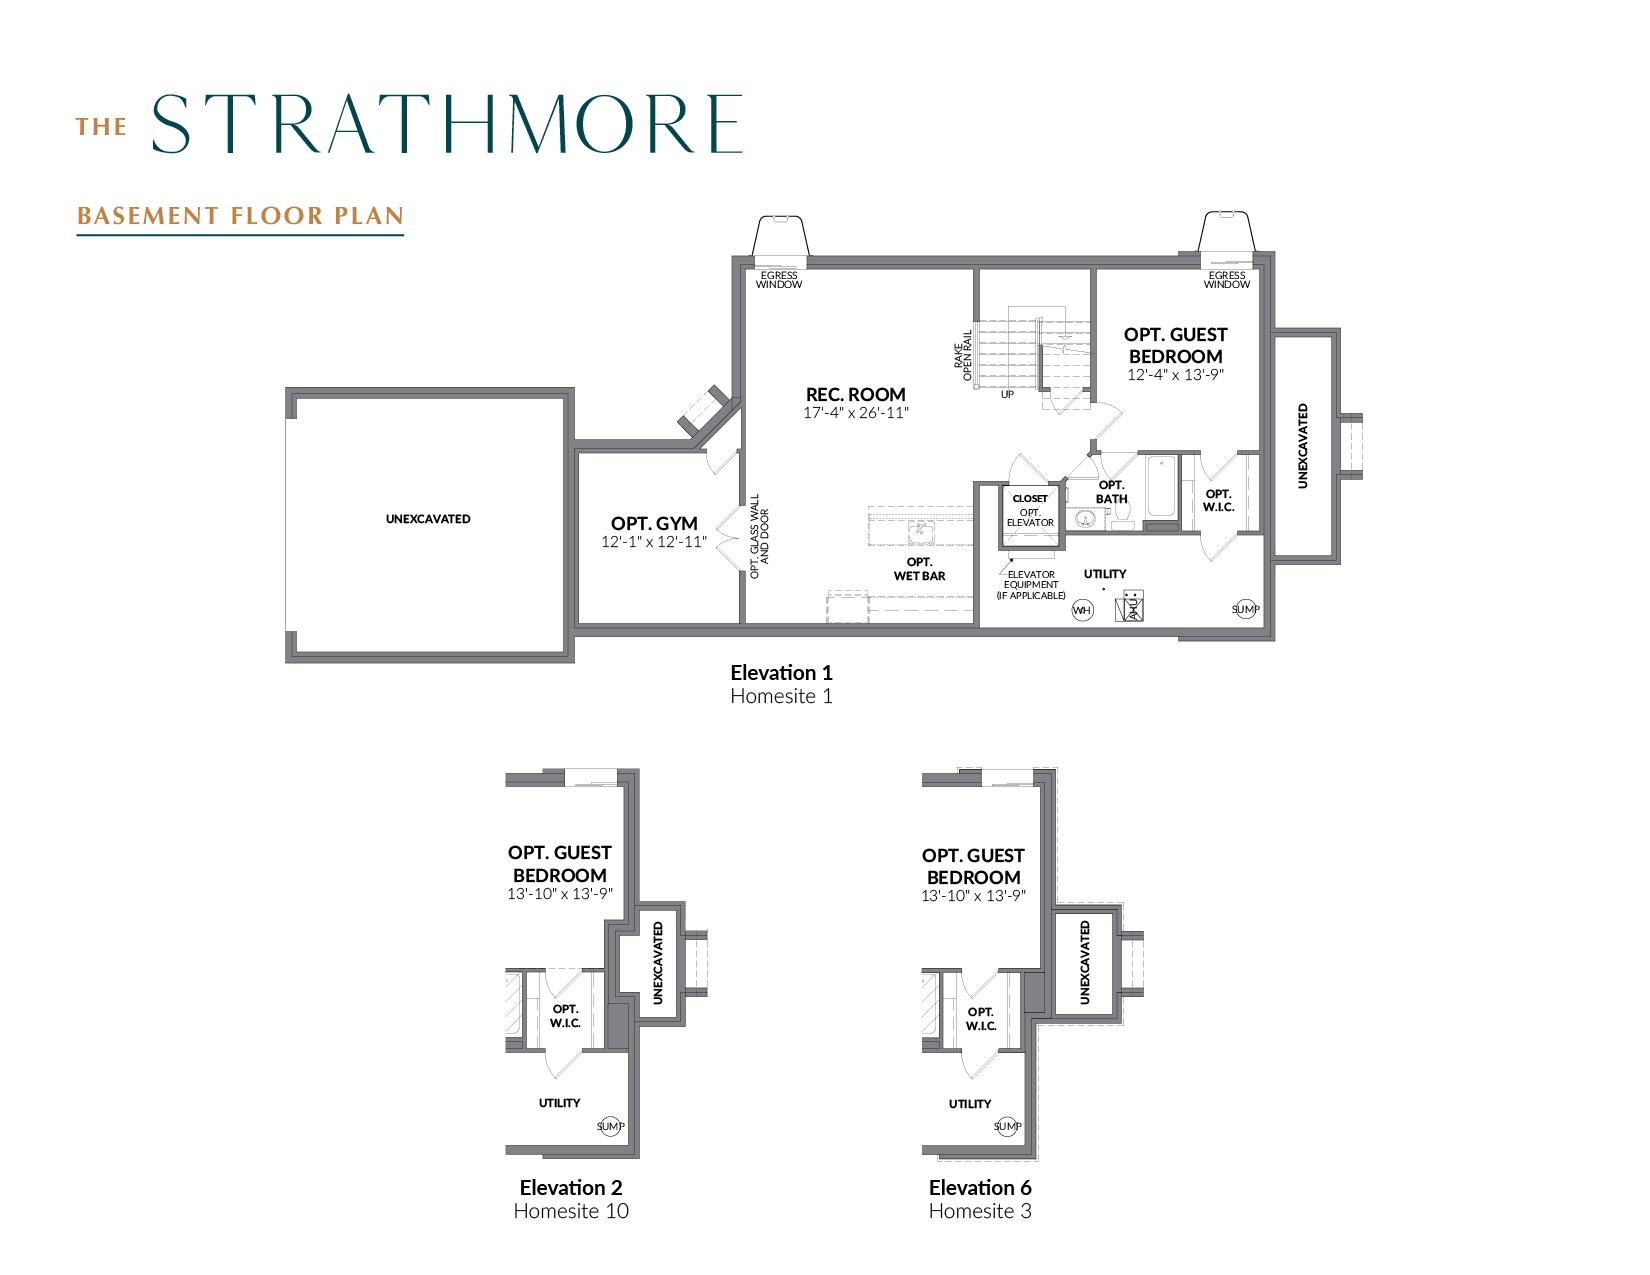 THE STRATHMORE
BASEMENT FLOOR PLAN
EGRESS
WINDOW
EGRESS
WINDOW
RAKE
OPEN RAIL
UP
OPT. GUEST
BEDROOM
12'-4" x 13'-9"
REC. ROOM
17'-4" x 26'-11"
UNEXCAVATED
UNEXCAVATED
OPT. GYM
12'-1" x 12'-11"
OPT. GLASS WALL
AND DOOR
CLOSET
OPT.
ELEVATOR
OPT.
BATH
OPT.
W.I.C.
OPT.
WET BAR
ELEVATOR
EQUIPMENT
(IF APPLICABLE)
UTILITY
WH
AHU
SUMP
Elevation 1
Homesite 1
OPT. GUEST
BEDROOM
13'-10" x 13'-9"
UNEXCAVATED
OPT.
W.I.C.
UTILITY
SUMP
Elevation 2
Homesite 10
OPT. GUEST
BEDROOM
13'-10" x 13'-9"
UNEXCAVATED
OPT.
W.I.C.
UTILITY
SUMP
Elevation 6
Homesite 3